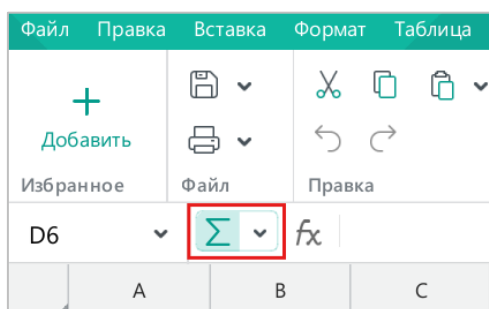 Файл Правка Вставка Формат Таблица
Добавить
Избранное Файл Правка
D6 Σ fx
A B C